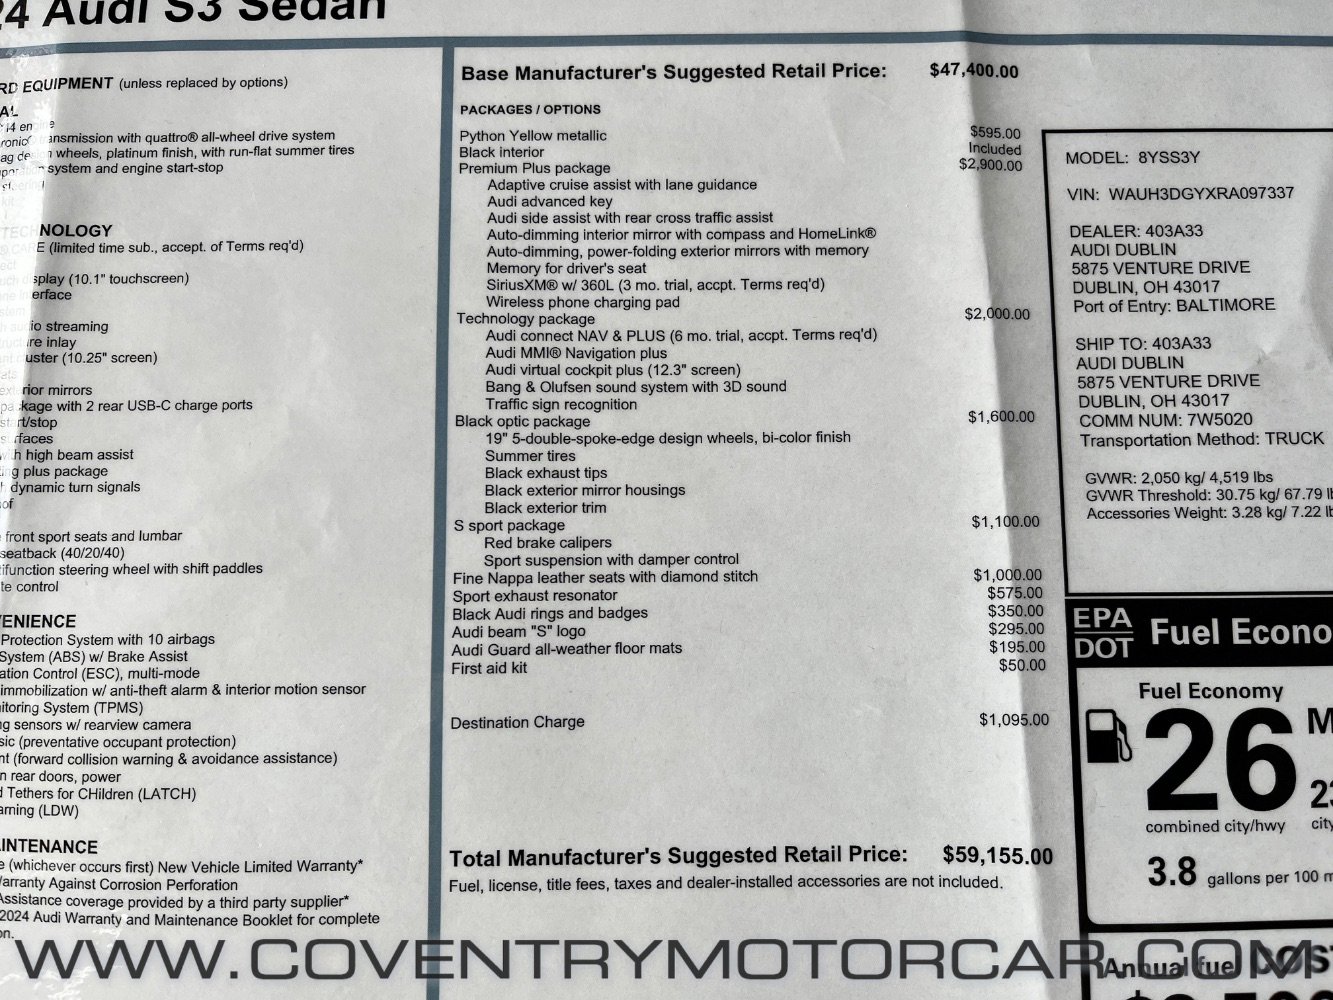 24 Audi S3 Sedan
RD EQUIPMENT (unless replaced by options)
AL
ansmission with quattro® all-wheel drive system
wheels, platinum finish, with run-flat summer tires
system and engine start-stop
steering
kit
TECHNOLOGY
CARE (limited time sub., accept. of Terms req'd)
display (10.1" touchscreen)
erface
io streaming
re inlay
uster (10.25" screen)
rior mirrors
package with 2 rear USB-C charge ports
start/stop
rfaces
high beam assist
g plus package
dynamic turn signals
of
front sport seats and lumbar
seatback (40/20/40)
ifunction steering wheel with shift paddles
te control
ENIENCE
Protection System with 10 airbags
System (ABS) w/ Brake Assist
ation Control (ESC), multi-mode
immobilization w/ anti-theft alarm & interior motion sensor
itoring System (TPMS)
g sensors w/ rearview camera
sic (preventative occupant protection)
nt (forward collision warning & avoidance assistance)
n rear doors, power
d Tethers for CHildren (LATCH)
arning (LDW)
INTENANCE
e (whichever occurs first) New Vehicle Limited Warranty*
Warranty Against Corrosion Perforation
Assistance coverage provided by a third party supplier*
2024 Audi Warranty and Maintenance Booklet for complete
on.
Base Manufacturer's Suggested Retail Price: $47,400.00
PACKAGES / OPTIONS
Python Yellow metallic $595.00
Black interior Included
Premium Plus package $2,900.00
Adaptive cruise assist with lane guidance
Audi advanced key
Audi side assist with rear cross traffic assist
Auto-dimming interior mirror with compass and HomeLink®
Auto-dimming, power-folding exterior mirrors with memory
Memory for driver's seat
SiriusXM® w/ 360L (3 mo. trial, accpt. Terms req'd)
Wireless phone charging pad
Technology package $2,000.00
Audi connect NAV & PLUS (6 mo. trial, accpt. Terms req'd)
Audi MMI® Navigation plus
Audi virtual cockpit plus (12.3" screen)
Bang & Olufsen sound system with 3D sound
Traffic sign recognition
Black optic package $1,600.00
19" 5-double-spoke-edge design wheels, bi-color finish
Summer tires
Black exhaust tips
Black exterior mirror housings
Black exterior trim
S sport package $1,100.00
Red brake calipers
Sport suspension with damper control
Fine Nappa leather seats with diamond stitch $1,000.00
Sport exhaust resonator $575.00
Black Audi rings and badges $350.00
Audi beam "S" logo $295.00
Audi Guard all-weather floor mats $195.00
First aid kit $50.00
Destination Charge $1,095.00
Total Manufacturer's Suggested Retail Price: $59,155.00
Fuel, license, title fees, taxes and dealer-installed accessories are not included.
MODEL: 8YSS3Y
VIN: WAUH3DGYXRA097337
DEALER: 403A33
AUDI DUBLIN
5875 VENTURE DRIVE
DUBLIN, OH 43017
Port of Entry: BALTIMORE
SHIP TO: 403A33
AUDI DUBLIN
5875 VENTURE DRIVE
DUBLIN, OH 43017
COMM NUM: 7W5020
Transportation Method: TRUCK
GVWR: 2,050 kg/ 4,519 lbs
GVWR Threshold: 30.75 kg/ 67.79 lb
Accessories Weight: 3.28 kg/ 7.22 lb
EPA
DOT Fuel Econo
Fuel Economy
26 M
23
combined city/hwy city
3.8 gallons per 100 m
Annual fuel cost
WWW.COVENTRYMOTORCAR.COM